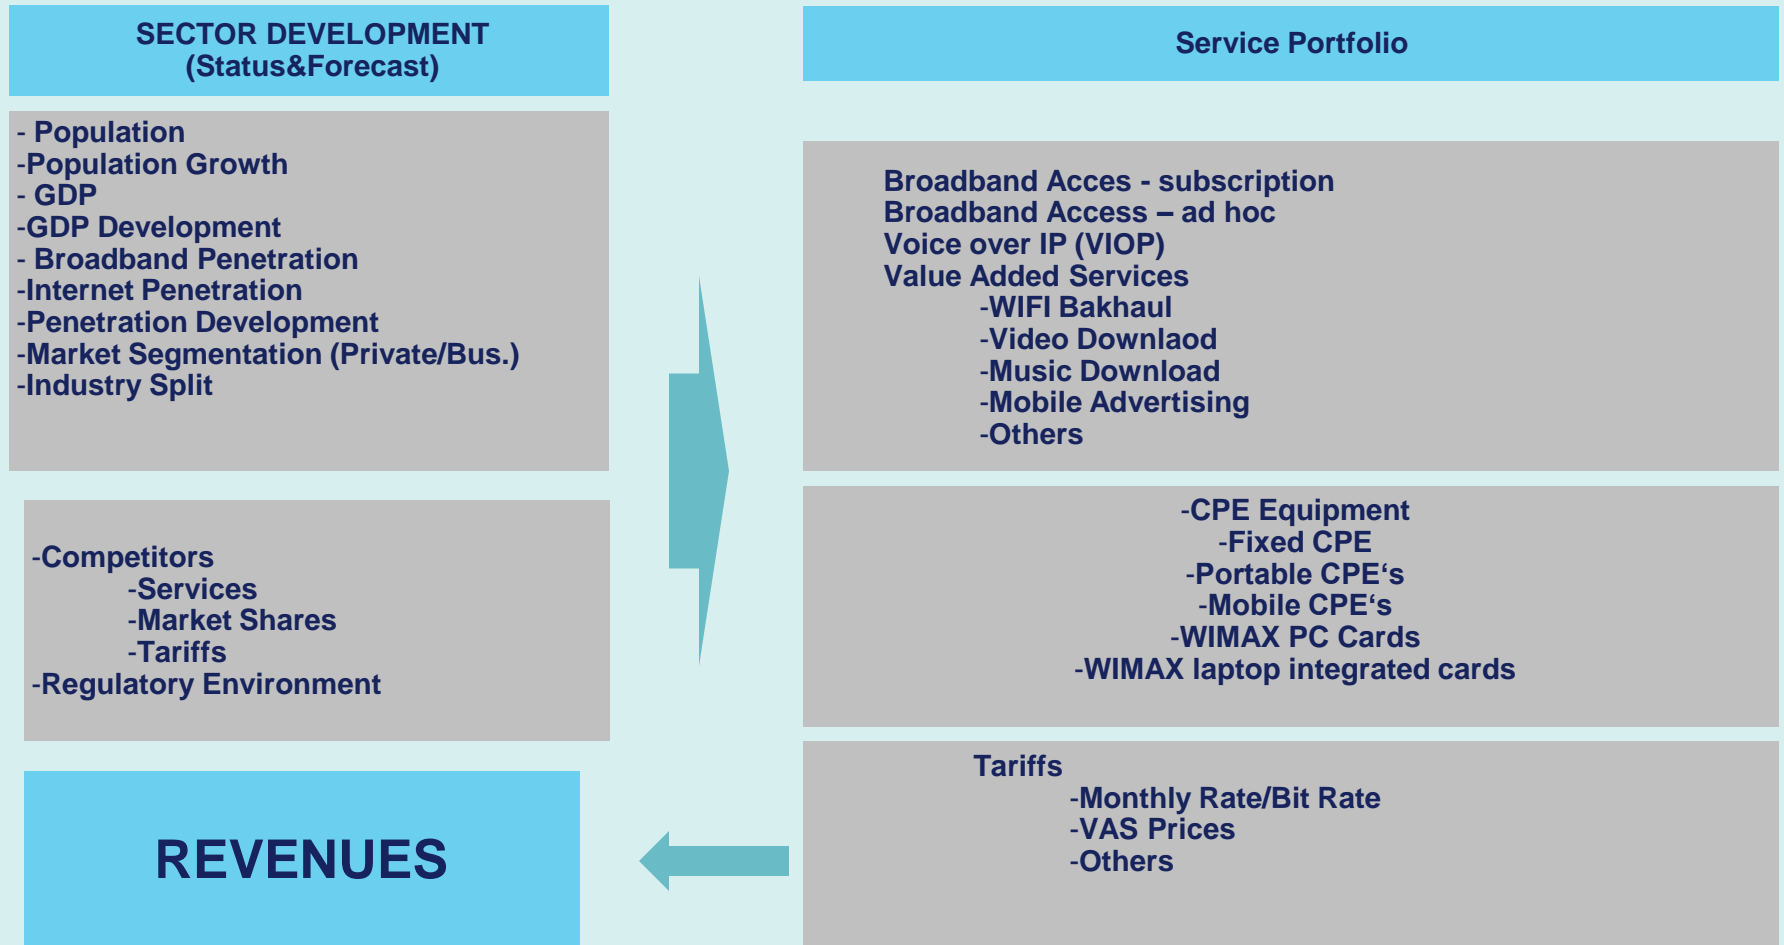 SECTOR DEVELOPMENT
(Status&Forecast)
- Population
-Population Growth
- GDP
-GDP Development
- Broadband Penetration
-Internet Penetration
-Penetration Development
-Market Segmentation (Private/Bus.)
-Industry Split
-Competitors
-Services
-Market Shares
-Tariffs
-Regulatory Environment
REVENUES
Service Portfolio
Broadband Acces - subscription
Broadband Access – ad hoc
Voice over IP (VIOP)
Value Added Services
-WIFI Bakhaul
-Video Downlaod
-Music Download
-Mobile Advertising
-Others
-CPE Equipment
-Fixed CPE
-Portable CPE‘s
-Mobile CPE‘s
-WIMAX PC Cards
-WIMAX laptop integrated cards
Tariffs
-Monthly Rate/Bit Rate
-VAS Prices
-Others